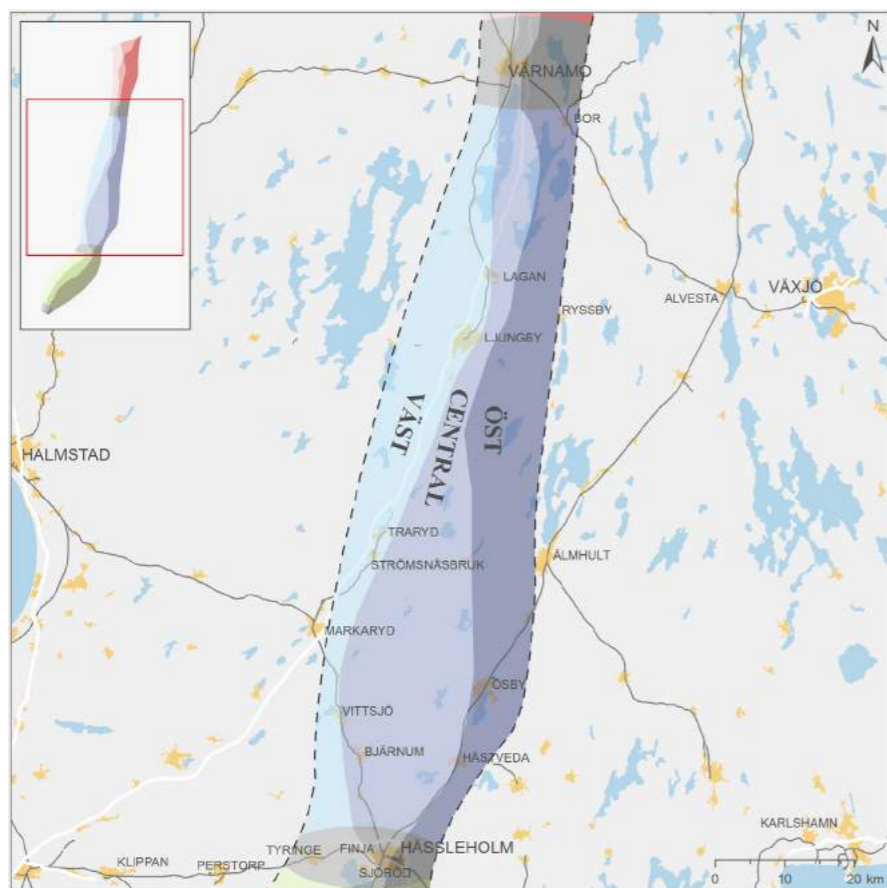 N
VÄRNAMO
BOR
LAGAN
ALVESTA
VÄXJÖ
RYSSBY
LJUNGBY
VÄST
CENTRAL
ÖST
HALMSTAD
TRARYD
STRÖMSNÄSBRUK
ÄLMHULT
MARKARYD
OSBY
VITTSJÖ
BJÄRNUM
HÄSTVEDA
KARLSHAMN
TYRINGE
FINJA
HÄSSLEHOLM
KLIPPAN
PERSTORP
SJÖRÖD
0 10 20 km